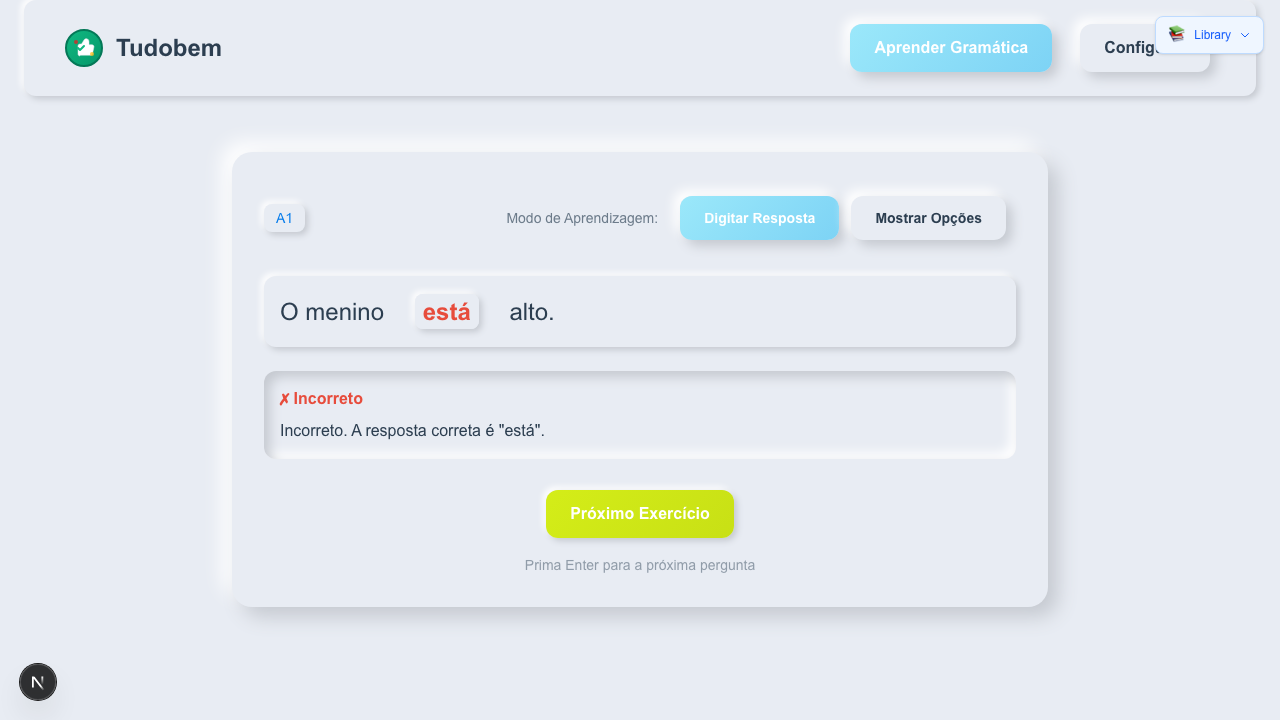 Tudobem
Aprender Gramática
Config
Library
A1
Modo de Aprendizagem:
Digitar Resposta
Mostrar Opções
O menino está alto.
✗ Incorreto
Incorreto. A resposta correta é "está".
Próximo Exercício
Prima Enter para a próxima pergunta
N